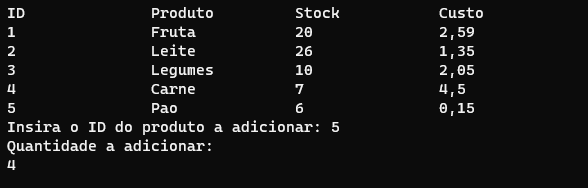 ID Produto Stock Custo
1 Fruta 20 2,59
2 Leite 26 1,35
3 Legumes 10 2,05
4 Carne 7 4,5
5 Pao 6 0,15
Insira o ID do produto a adicionar: 5
Quantidade a adicionar:
4